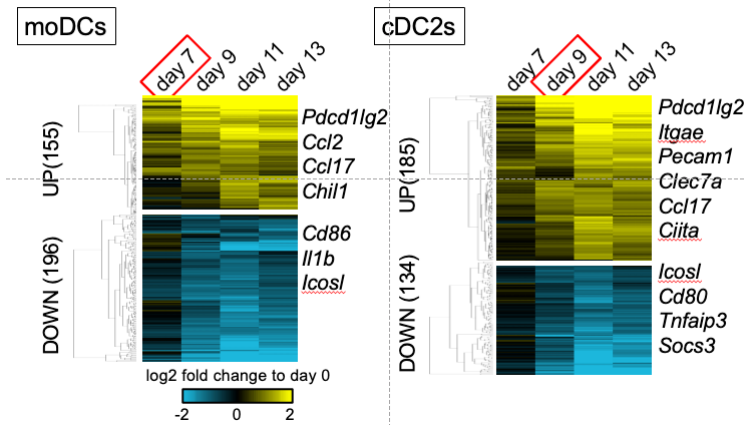 moDCs
day 7
day 9
day 11
day 13
UP(155)
Pdcd1lg2
Ccl2
Ccl17
Chil1
DOWN (196)
Cd86
Il1b
Icosl
log2 fold change to day 0
-2 0 2
cDC2s
day 7
day 9
day 11
day 13
UP(185)
Pdcd1lg2
Itgae
Pecam1
Clec7a
Ccl17
Ciita
DOWN (134)
Icosl
Cd80
Tnfaip3
Socs3